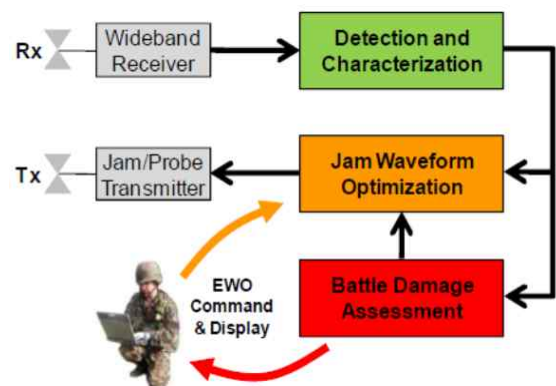 Rx
Wideband
Receiver
Detection and
Characterization
Tx
Jam/Probe
Transmitter
Jam Waveform
Optimization
EWO
Command
& Display
Battle Damage
Assessment